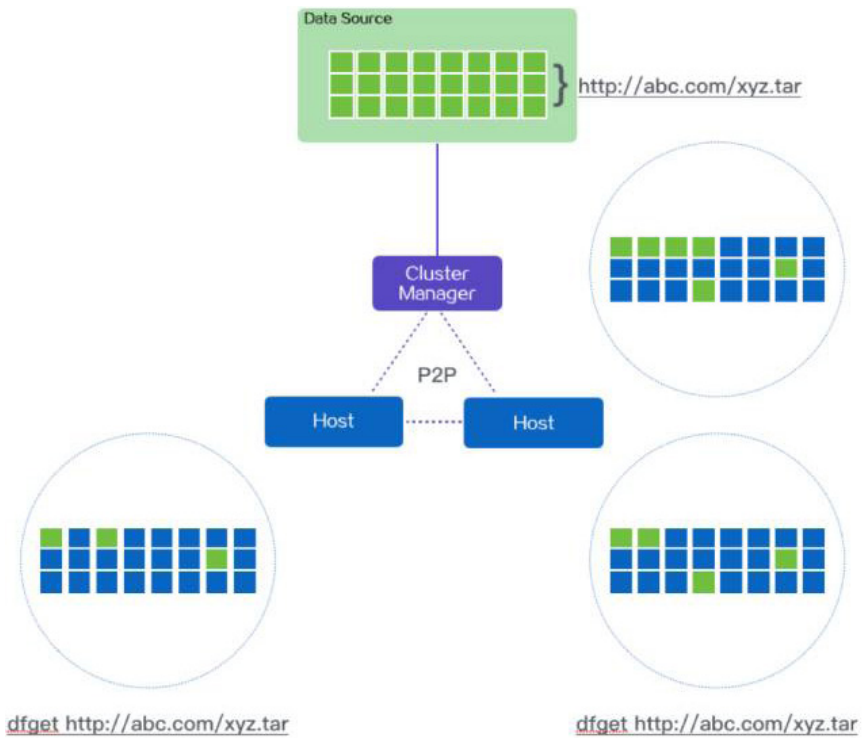 Data Source
http://abc.com/xyz.tar
Cluster
Manager
P2P
Host
Host
dfget http://abc.com/xyz.tar
dfget http://abc.com/xyz.tar